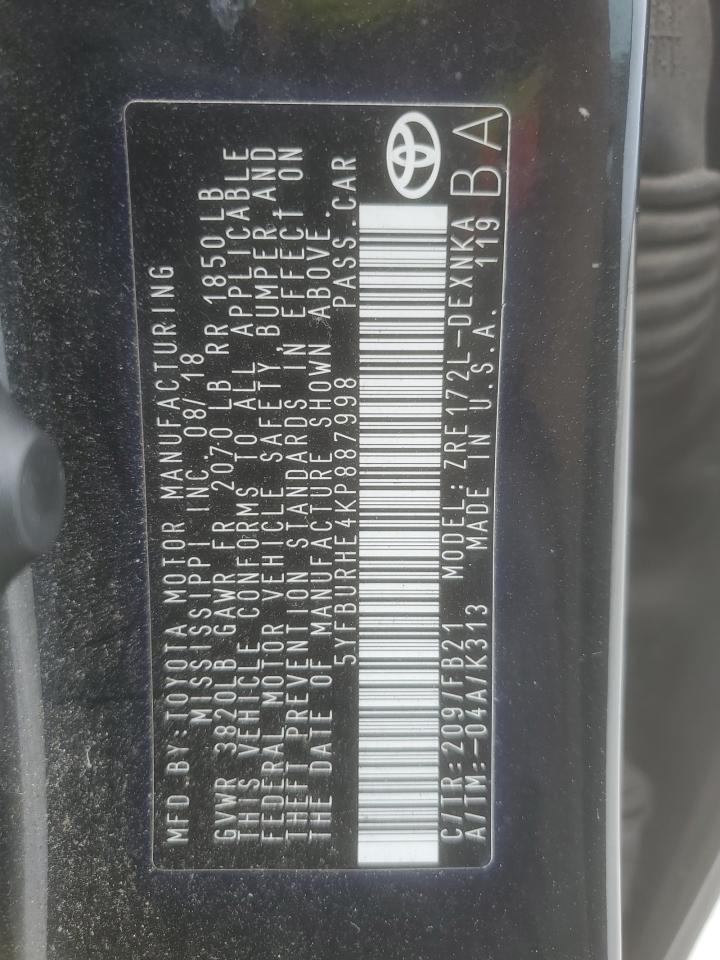 MFD.BY:TOYOTA MOTOR MANUFACTURING
MISSISSIPPI INC. 08/18
GVWR 3820LB GAWR FR 2070 LB RR 1850LB
THIS VEHICLE CONFORMS TO ALL APPLICABLE
FEDERAL MOTOR VEHICLE SAFETY, BUMPER AND
THEFT PREVENTION STANDARDS IN EFFECT ON
THE DATE OF MANUFACTURE SHOWN ABOVE.
5YFBURHE4KP887998 PASS.CAR
C/TR:209/FB21 MODEL:ZRE172L-DEXNKA
A/TM:-04A/K313 MADE IN U.S.A. 119 BA